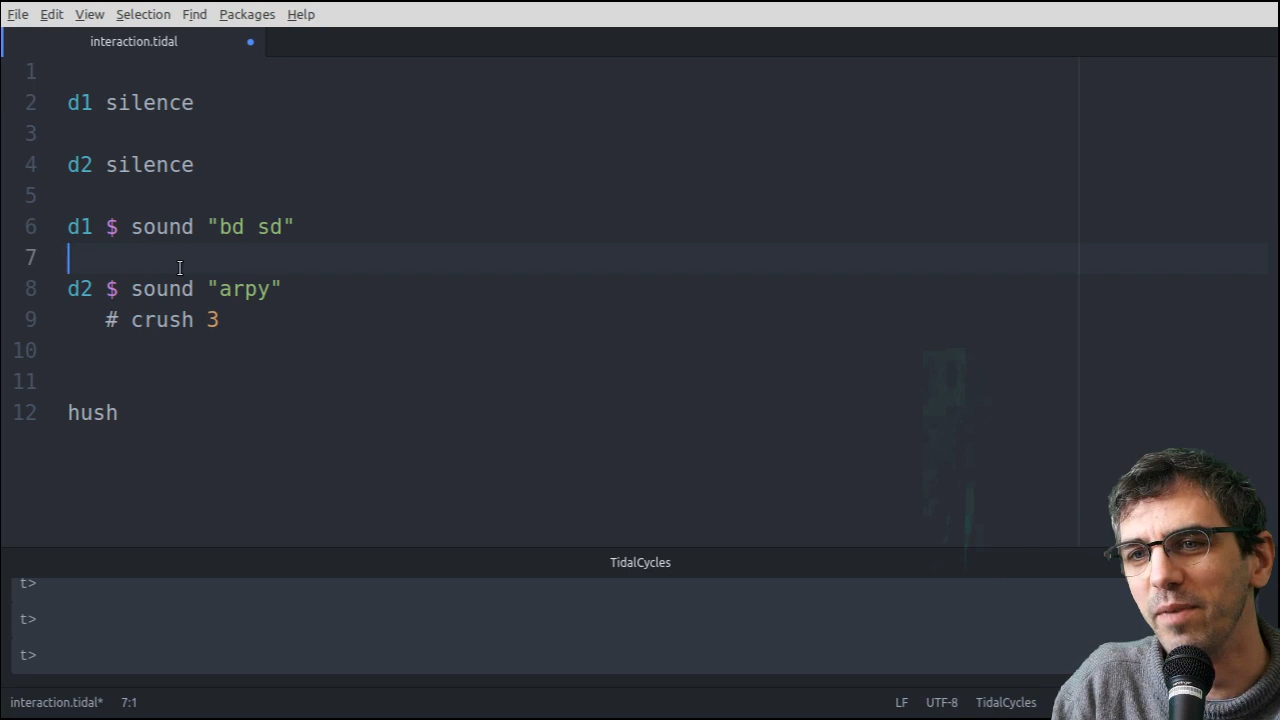 File Edit View Selection Find Packages Help
interaction.tidal
1
2 d1 silence
3
4 d2 silence
5
6 d1 $ sound "bd sd"
7
8 d2 $ sound "arpy"
9 # crush 3
10
11
12 hush
TidalCycles
t>
t>
t>
interaction.tidal* 7:1 LF UTF-8 TidalCycles